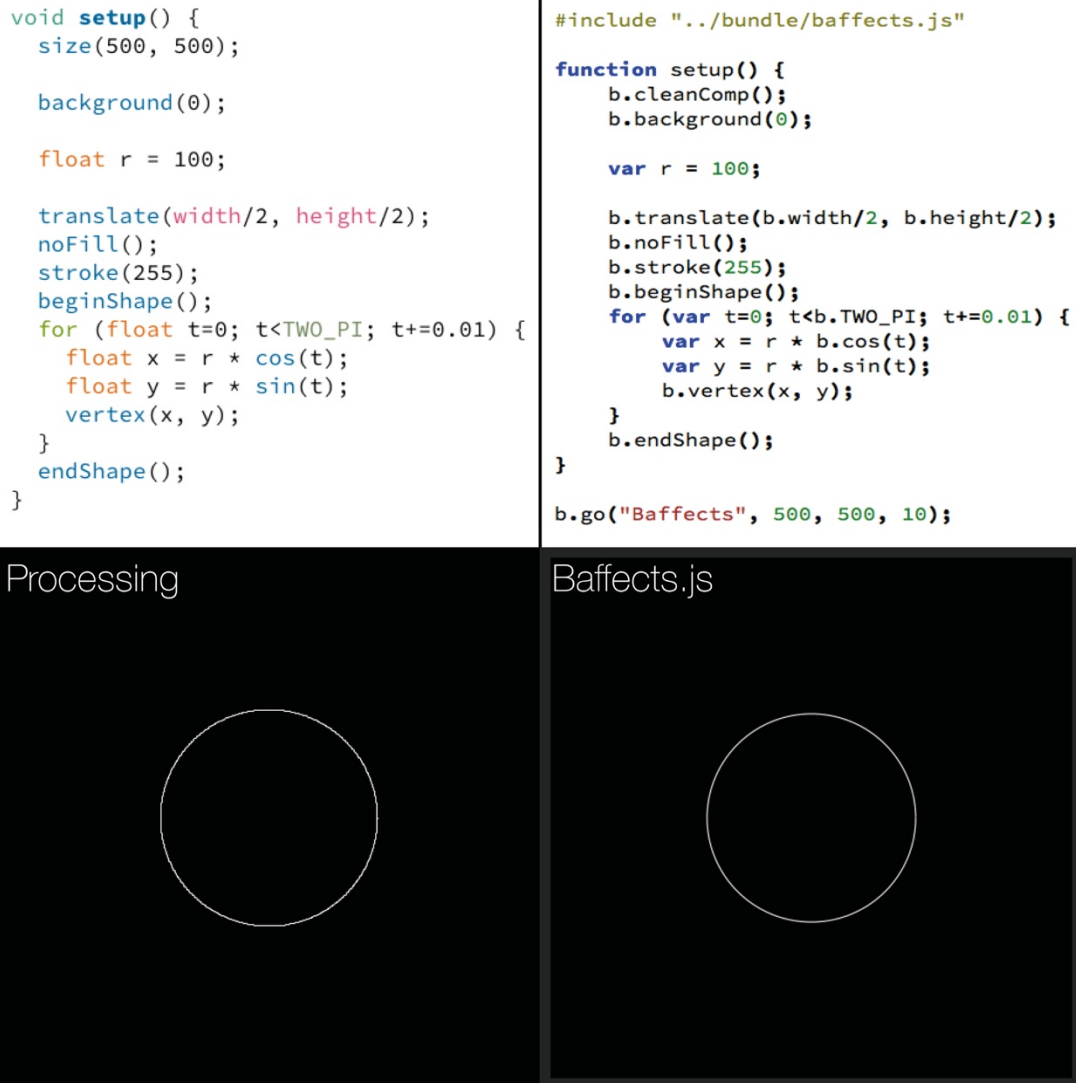 void setup() {
size(500, 500);
background(0);
float r = 100;
translate(width/2, height/2);
noFill();
stroke(255);
beginShape();
for (float t=0; t<TWO_PI; t+=0.01) {
float x = r * cos(t);
float y = r * sin(t);
vertex(x, y);
}
endShape();
}
#include "../bundle/baffects.js"
function setup() {
b.cleanComp();
b.background(0);
var r = 100;
b.translate(b.width/2, b.height/2);
b.noFill();
b.stroke(255);
b.beginShape();
for (var t=0; t<b.TWO_PI; t+=0.01) {
var x = r * b.cos(t);
var y = r * b.sin(t);
b.vertex(x, y);
}
b.endShape();
}
b.go("Baffects", 500, 500, 10);
Processing
Baffects.js